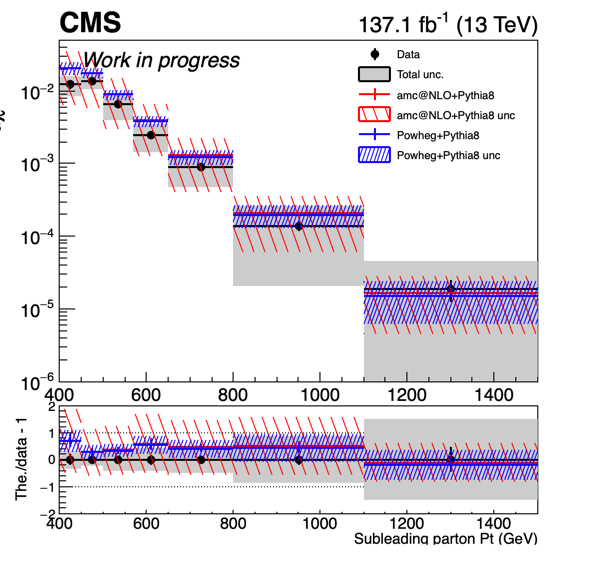 CMS
137.1 fb⁻¹ (13 TeV)
Work in progress
Data
Total unc.
amc@NLO+Pythia8
amc@NLO+Pythia8 unc
Powheg+Pythia8
Powheg+Pythia8 unc
10⁻²
10⁻³
10⁻⁴
10⁻⁵
10⁻⁶
400 600 800 1000 1200 1400
The./data - 1
2
1
0
−1
−2
400 600 800 1000 1200 1400
Subleading parton Pt (GeV)